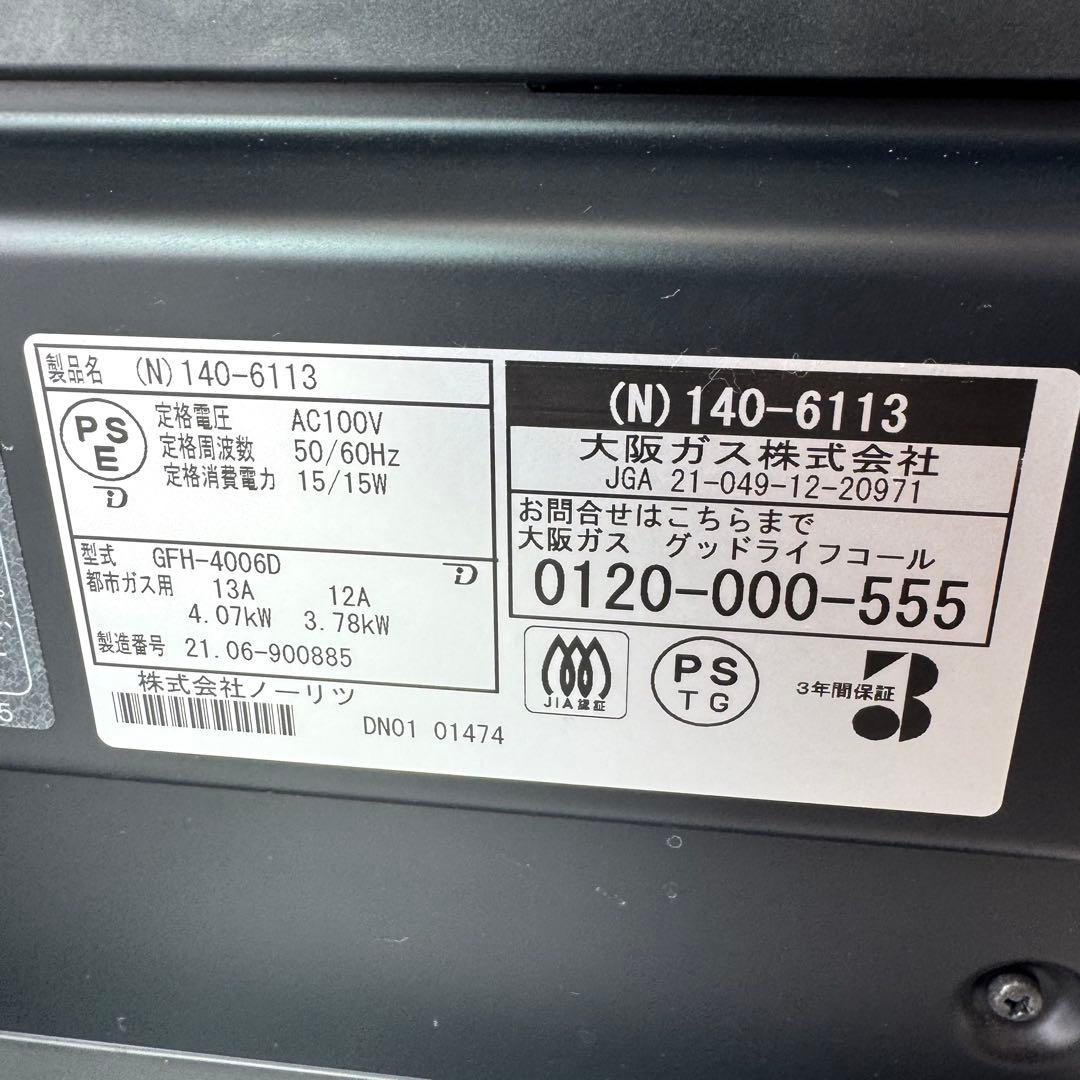 製品名 (N)140-6113
PS
E
定格電圧 AC100V
定格周波数 50/60Hz
定格消費電力 15/15W
型式 GFH-4006D
都市ガス用 13A 12A
4.07kW 3.78kW
製造番号 21.06-900885
株式会社ノーリツ
DN01 01474
(N)140-6113
大阪ガス株式会社
JGA 21-049-12-20971
お問合せはこちらまで
大阪ガス グッドライフコール
0120-000-555
JIA認証
PS
TG
3年間保証
5